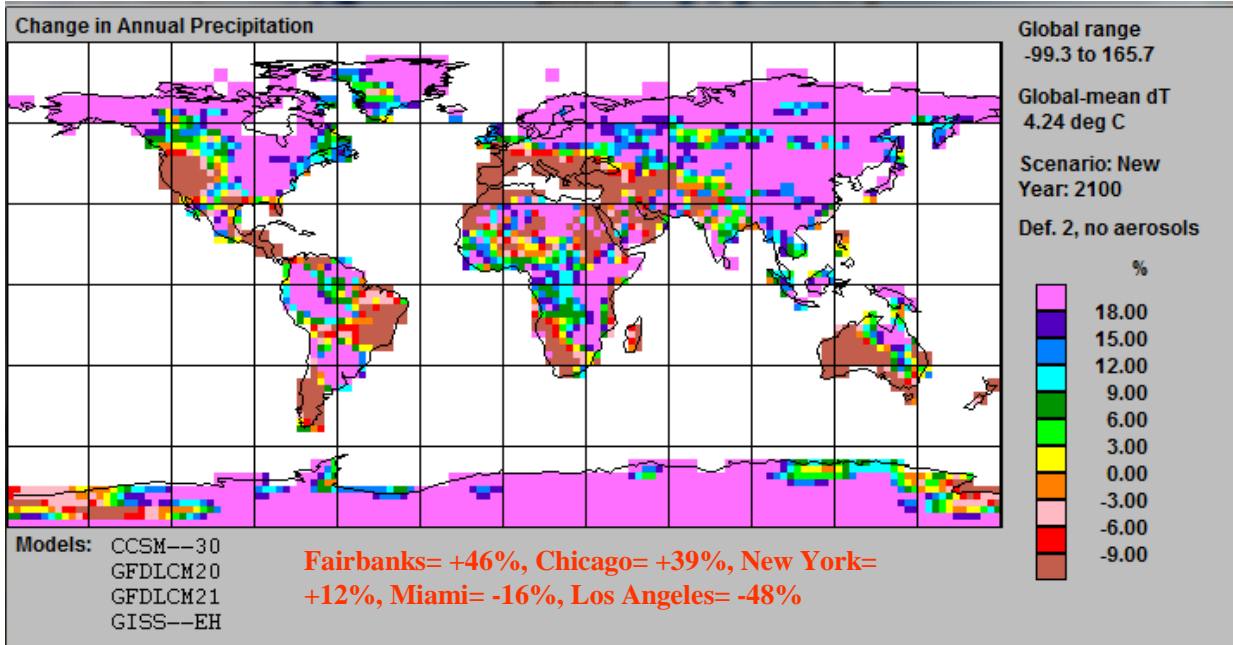 Change in Annual Precipitation
Global range
-99.3 to 165.7
Global-mean dT
4.24 deg C
Scenario: New
Year: 2100
Def. 2, no aerosols
%
18.00
15.00
12.00
9.00
6.00
3.00
0.00
-3.00
-6.00
-9.00
Models: CCSM--30
GFDLCM20
GFDLCM21
GISS--EH
Fairbanks= +46%, Chicago= +39%, New York=
+12%, Miami= -16%, Los Angeles= -48%